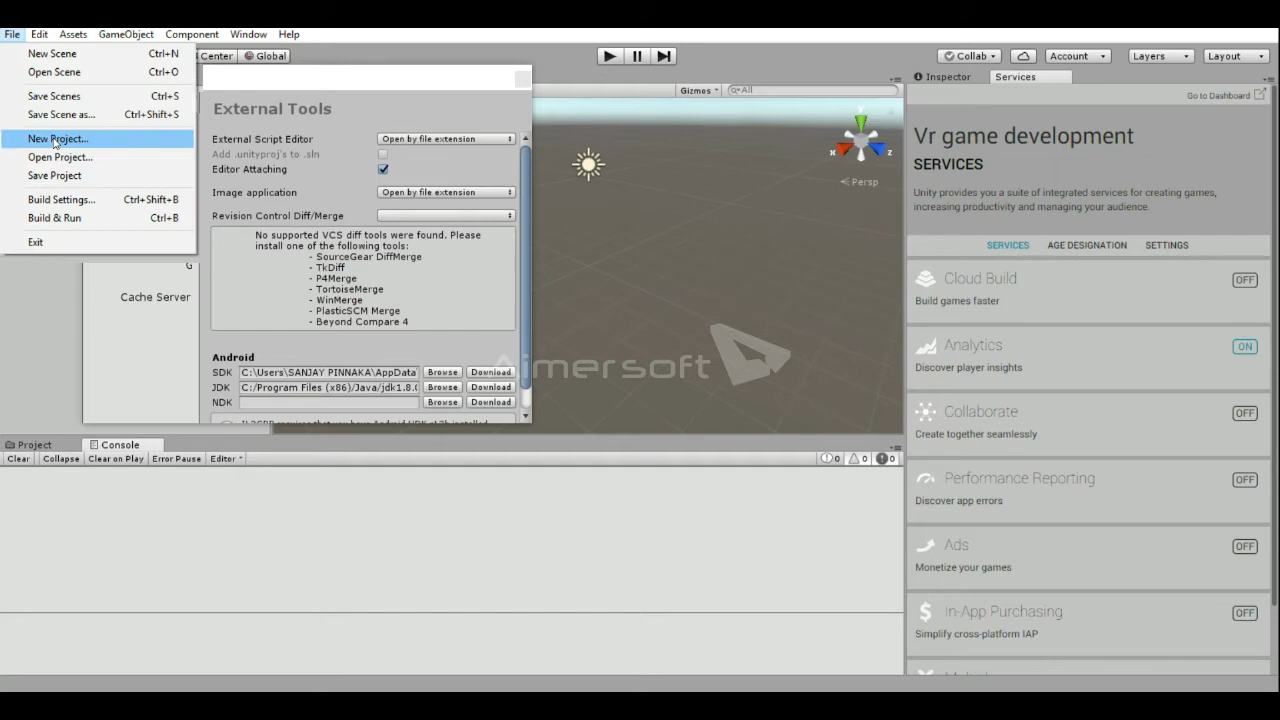 File Edit Assets GameObject Component Window Help
New Scene Ctrl+N
Open Scene Ctrl+O
Save Scenes Ctrl+S
Save Scene as... Ctrl+Shift+S
New Project...
Open Project...
Save Project
Build Settings... Ctrl+Shift+B
Build & Run Ctrl+B
Exit
Center Global
Collab Account Layers Layout
Gizmos All
Y
X Z
Persp
External Tools
External Script Editor Open by file extension
Add .unityproj's to .sln
Editor Attaching
Image application Open by file extension
Revision Control Diff/Merge
No supported VCS diff tools were found. Please
install one of the following tools:
- SourceGear DiffMerge
- TkDiff
- P4Merge
- TortoiseMerge
- WinMerge
- PlasticSCM Merge
- Beyond Compare 4
Android
SDK C:\Users\SANJAY PINNAKA\AppData Browse Download
JDK C:/Program Files (x86)/Java/jdk1.8.0 Browse Download
NDK Browse Download
G
Cache Server
Aimersoft
Inspector Services
Go to Dashboard
Vr game development
SERVICES
Unity provides you a suite of integrated services for creating games,
increasing productivity and managing your audience.
SERVICES AGE DESIGNATION SETTINGS
Cloud Build OFF
Build games faster
Analytics ON
Discover player insights
Collaborate OFF
Create together seamlessly
Performance Reporting OFF
Discover app errors
Ads OFF
Monetize your games
In-App Purchasing OFF
Simplify cross-platform IAP
Project Console
Clear Collapse Clear on Play Error Pause Editor 0 0 0